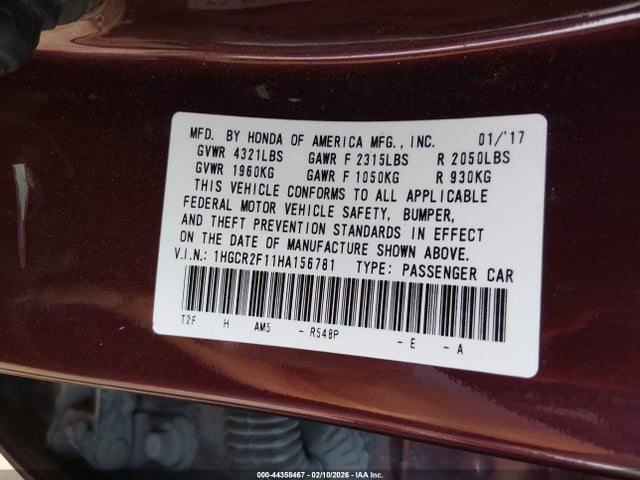 MFD. BY HONDA OF AMERICA MFG., INC. 01/'17
GVWR 4321LBS GAWR F 2315LBS R 2050LBS
GVWR 1960KG GAWR F 1050KG R 930KG
THIS VEHICLE CONFORMS TO ALL APPLICABLE
FEDERAL MOTOR VEHICLE SAFETY, BUMPER,
AND THEFT PREVENTION STANDARDS IN EFFECT
ON THE DATE OF MANUFACTURE SHOWN ABOVE.
V.I.N.: 1HGCR2F11HA156781 TYPE: PASSENGER CAR
T2F H AM5 - R548P - E - A
000-44358467 - 02/10/2026 - IAA Inc.